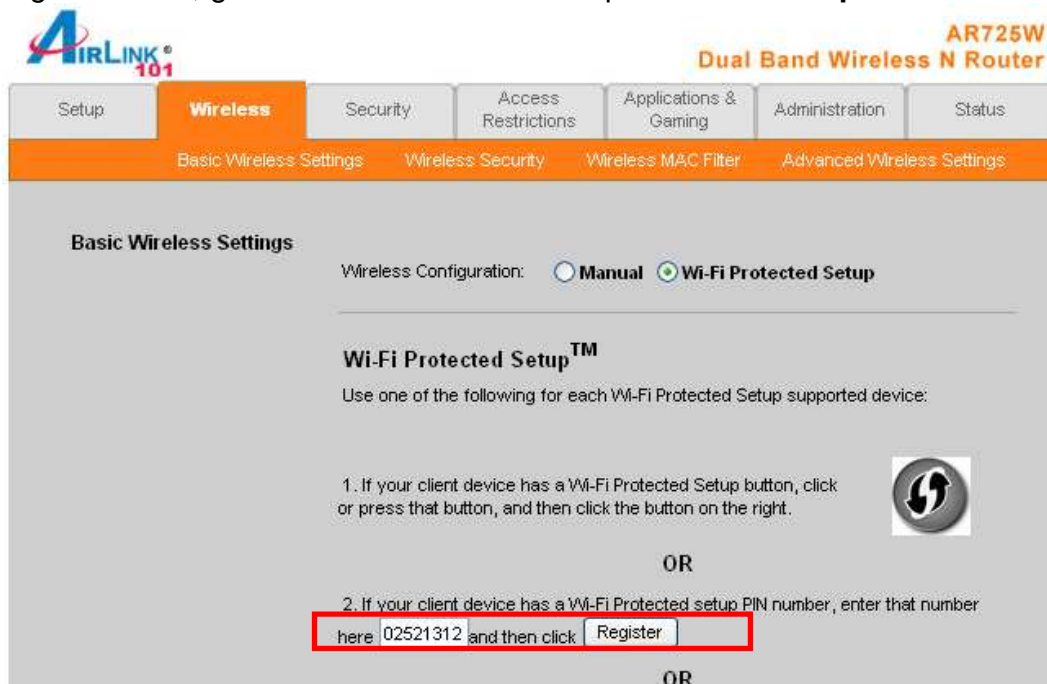 AIRLINK®
101
AR725W
Dual Band Wireless N Router
Setup
Wireless
Security
Access
Restrictions
Applications &
Gaming
Administration
Status
Basic Wireless Settings
Wireless Security
Wireless MAC Filter
Advanced Wireless Settings
Basic Wireless Settings
Wireless Configuration: Manual Wi-Fi Protected Setup
Wi-Fi Protected Setup™
Use one of the following for each Wi-Fi Protected Setup supported device:
1. If your client device has a Wi-Fi Protected Setup button, click
or press that button, and then click the button on the right.
OR
2. If your client device has a Wi-Fi Protected setup PIN number, enter that number
here 02521312 and then click Register
OR